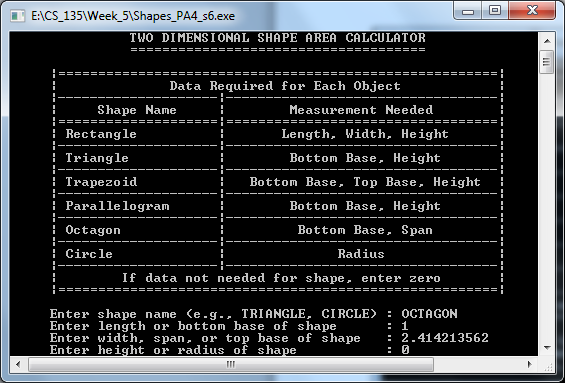 E:\CS_135\Week_5\Shapes_PA4_s6.exe
TWO DIMENSIONAL SHAPE AREA CALCULATOR
=====================================
Data Required for Each Object
Shape Name | Measurement Needed
Rectangle | Length, Width, Height
Triangle | Bottom Base, Height
Trapezoid | Bottom Base, Top Base, Height
Parallelogram | Bottom Base, Height
Octagon | Bottom Base, Span
Circle | Radius
If data not needed for shape, enter zero
Enter shape name (e.g., TRIANGLE, CIRCLE) : OCTAGON
Enter length or bottom base of shape : 1
Enter width, span, or top base of shape : 2.414213562
Enter height or radius of shape : 0